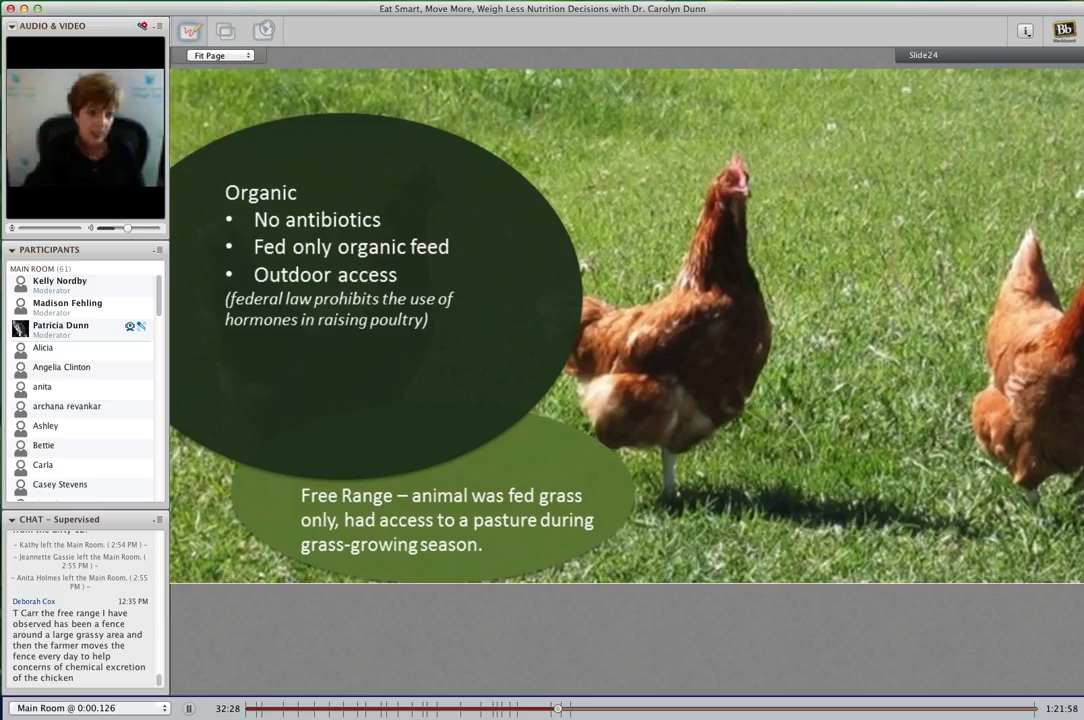 Eat Smart, Move More, Weigh Less Nutrition Decisions with Dr. Carolyn Dunn
AUDIO & VIDEO
PARTICIPANTS
MAIN ROOM (61)
Kelly Nordby
Moderator
Madison Fehling
Moderator
Patricia Dunn
Moderator
Alicia
Angelia Clinton
anita
archana revankar
Ashley
Bettie
Carla
Casey Stevens
CHAT – Supervised
– Kathy left the Main Room. ( 2:54 PM ) –
– Jeannette Gassie left the Main Room. (
2:55 PM ) –
– Anita Holmes left the Main Room. ( 2:55
PM ) –
Deborah Cox 12:35 PM
T Carr the free range I have
observed has been a fence
around a large grassy area and
then the farmer moves the
fence every day to help
concerns of chemical excretion
of the chicken
Fit Page
Slide24
Bb
Blackboard
Organic
• No antibiotics
• Fed only organic feed
• Outdoor access
(federal law prohibits the use of
hormones in raising poultry)
Free Range – animal was fed grass
only, had access to a pasture during
grass-growing season.
Main Room @ 0:00.126
32:28
1:21:58